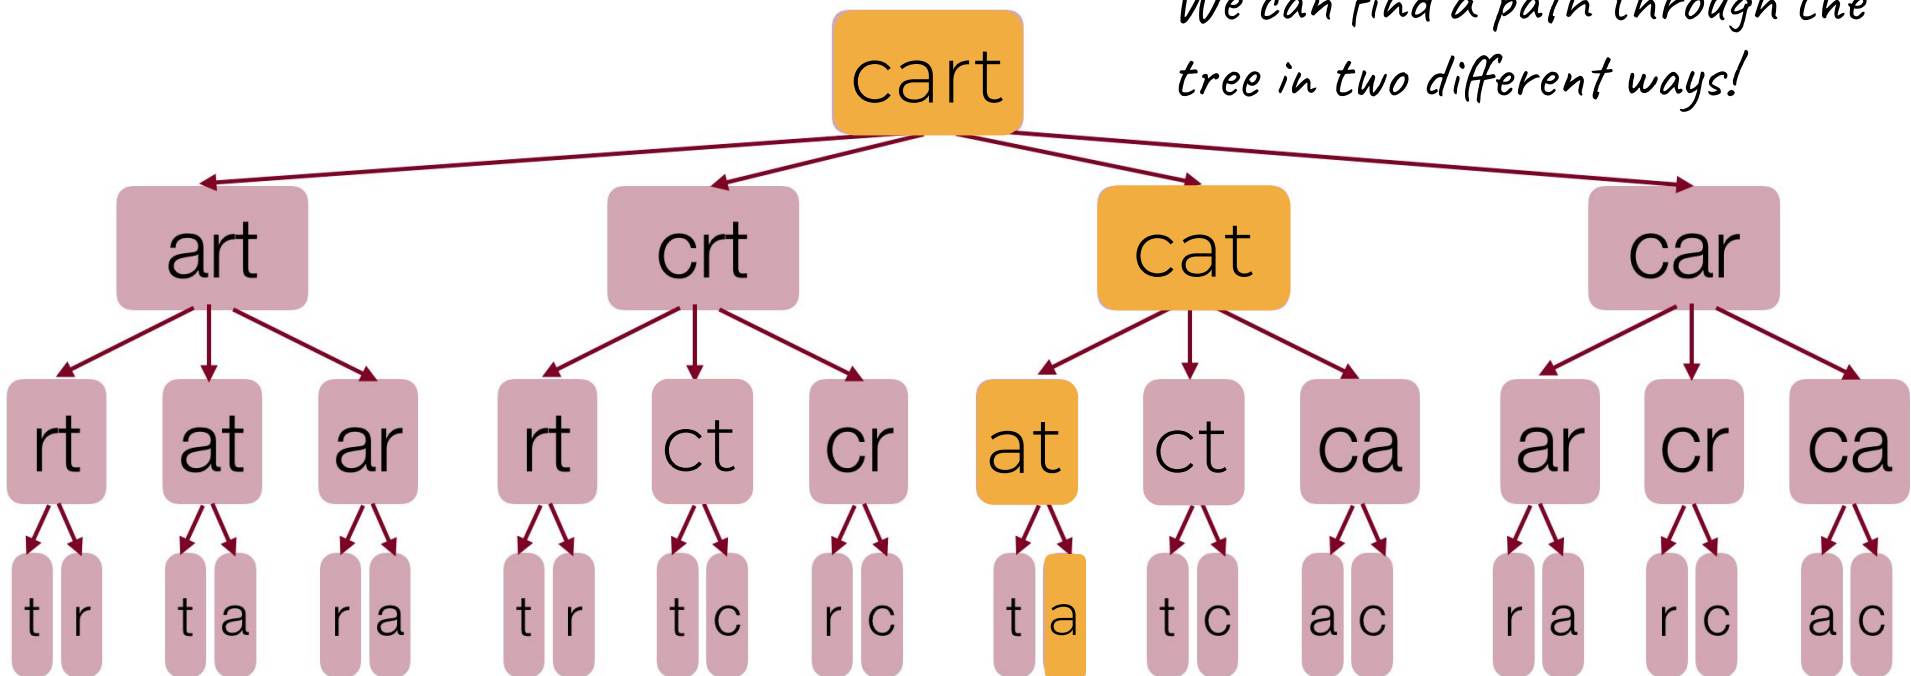 We can find a path through the
tree in two different ways!
cart
art crt cat car
rt at ar rt ct cr at ct ca ar cr ca
t r t a r a t r t c r c t a t c a c r a r c a c